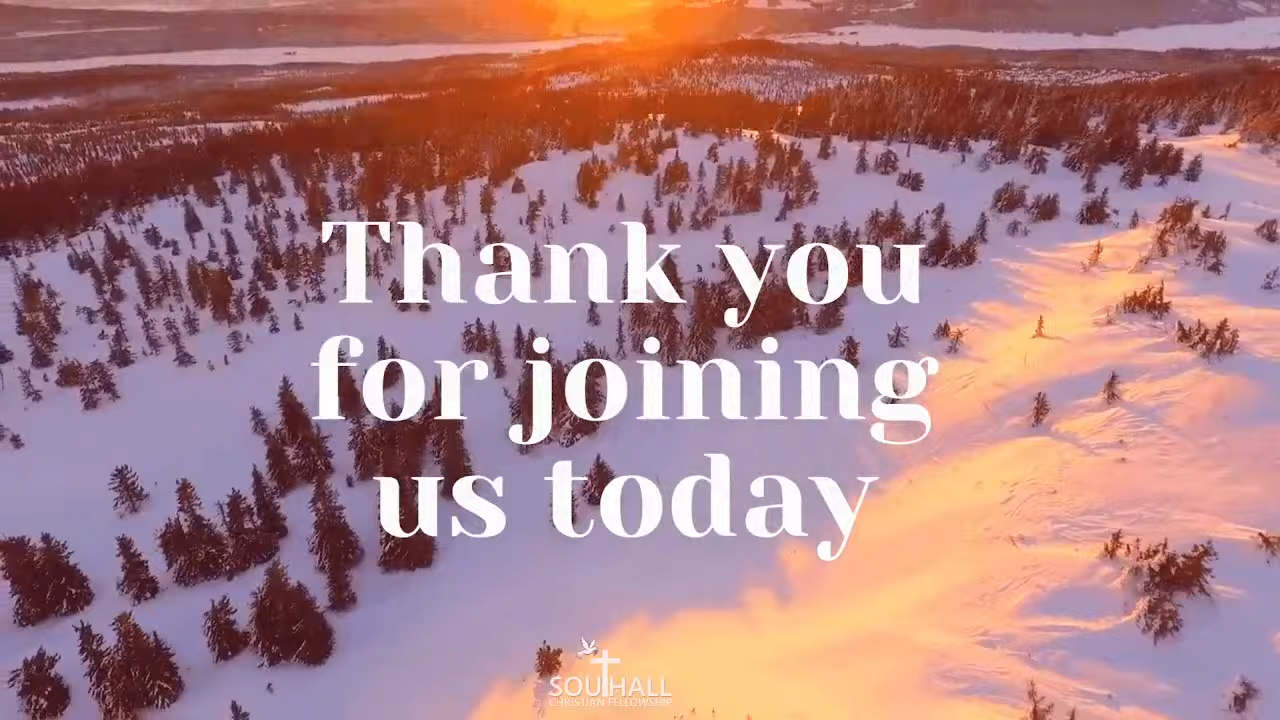 Thank you
for joining
us today
SOUTHALL
CHRISTIAN FELLOWSHIP